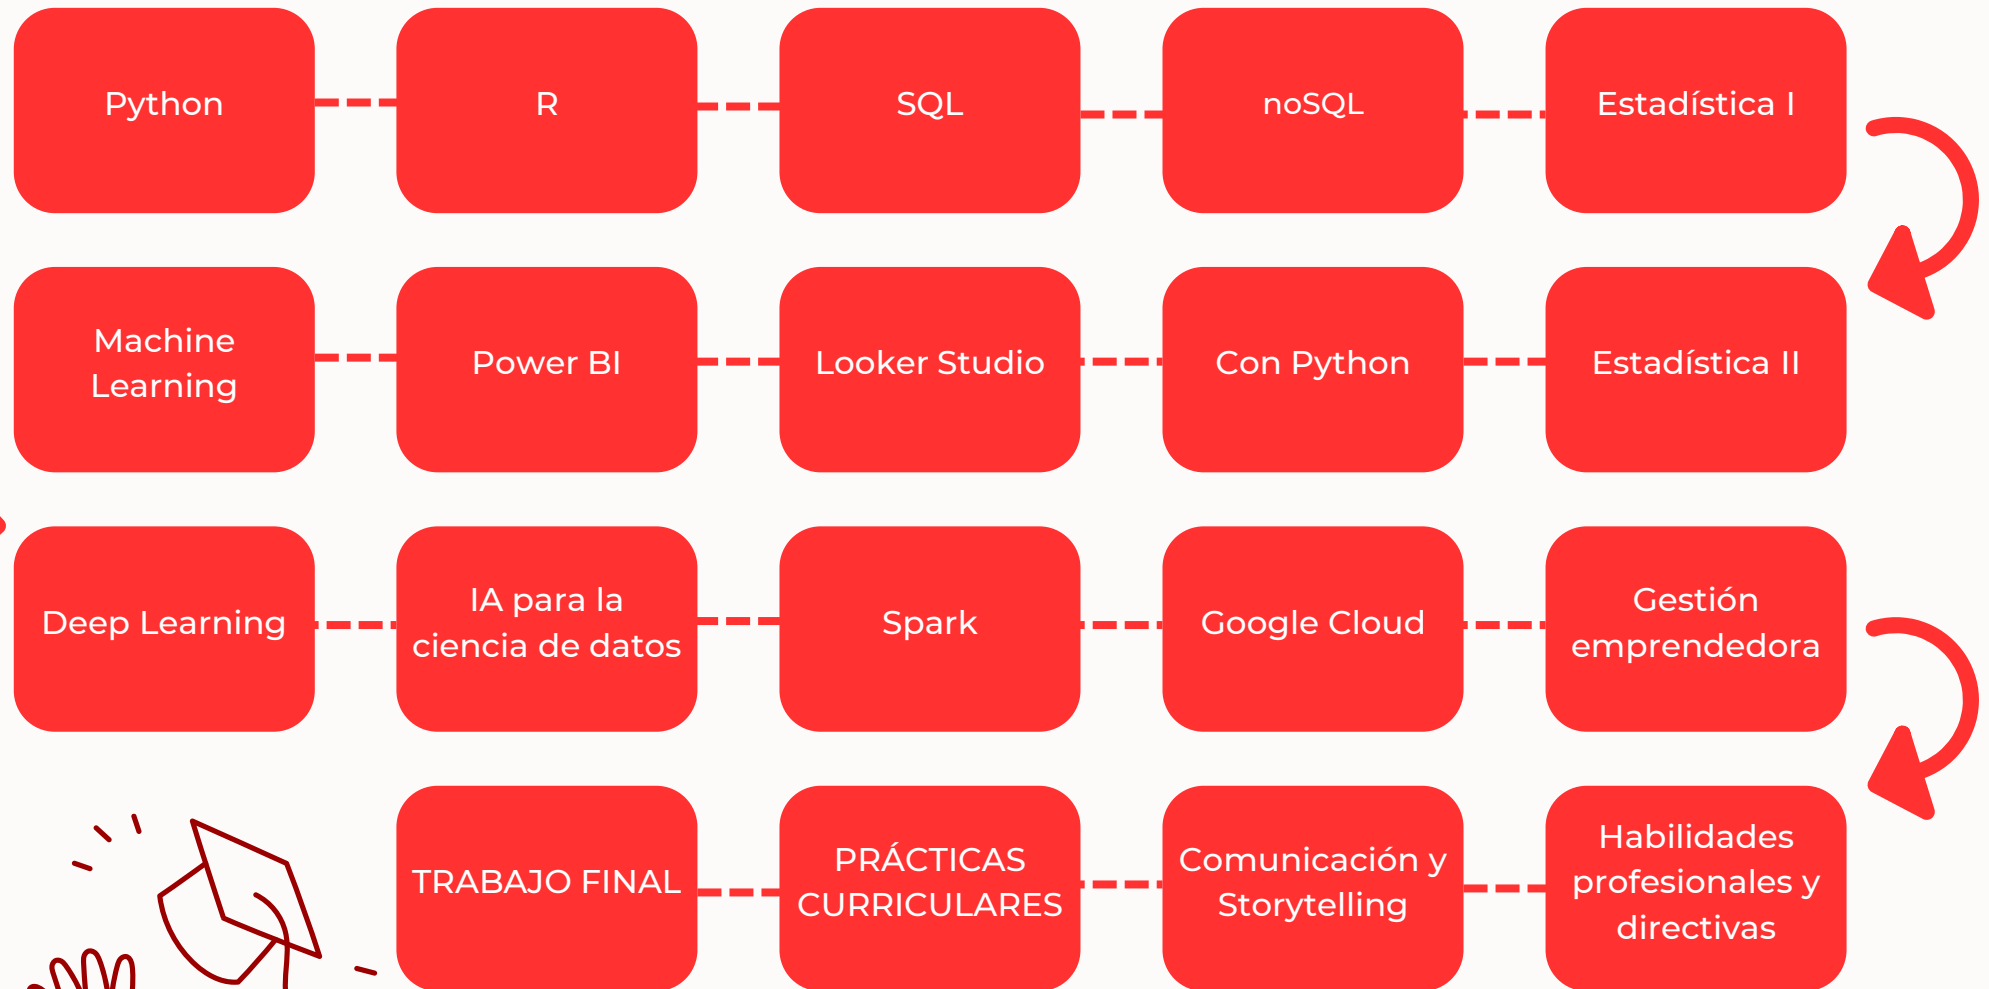 Python
R
SQL
noSQL
Estadística I
Machine
Learning
Power BI
Looker Studio
Con Python
Estadística II
Deep Learning
IA para la
ciencia de datos
Spark
Google Cloud
Gestión
emprendedora
TRABAJO FINAL
PRÁCTICAS
CURRICULARES
Comunicación y
Storytelling
Habilidades
profesionales y
directivas